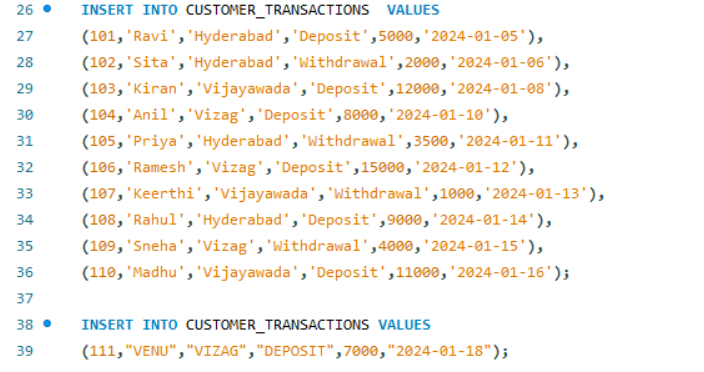 26 INSERT INTO CUSTOMER_TRANSACTIONS  VALUES
27 (101,'Ravi','Hyderabad','Deposit',5000,'2024-01-05'),
28 (102,'Sita','Hyderabad','Withdrawal',2000,'2024-01-06'),
29 (103,'Kiran','Vijayawada','Deposit',12000,'2024-01-08'),
30 (104,'Anil','Vizag','Deposit',8000,'2024-01-10'),
31 (105,'Priya','Hyderabad','Withdrawal',3500,'2024-01-11'),
32 (106,'Ramesh','Vizag','Deposit',15000,'2024-01-12'),
33 (107,'Keerthi','Vijayawada','Withdrawal',1000,'2024-01-13'),
34 (108,'Rahul','Hyderabad','Deposit',9000,'2024-01-14'),
35 (109,'Sneha','Vizag','Withdrawal',4000,'2024-01-15'),
36 (110,'Madhu','Vijayawada','Deposit',11000,'2024-01-16');
37
38 INSERT INTO CUSTOMER_TRANSACTIONS VALUES
39 (111,"VENU","VIZAG","DEPOSIT",7000,"2024-01-18");